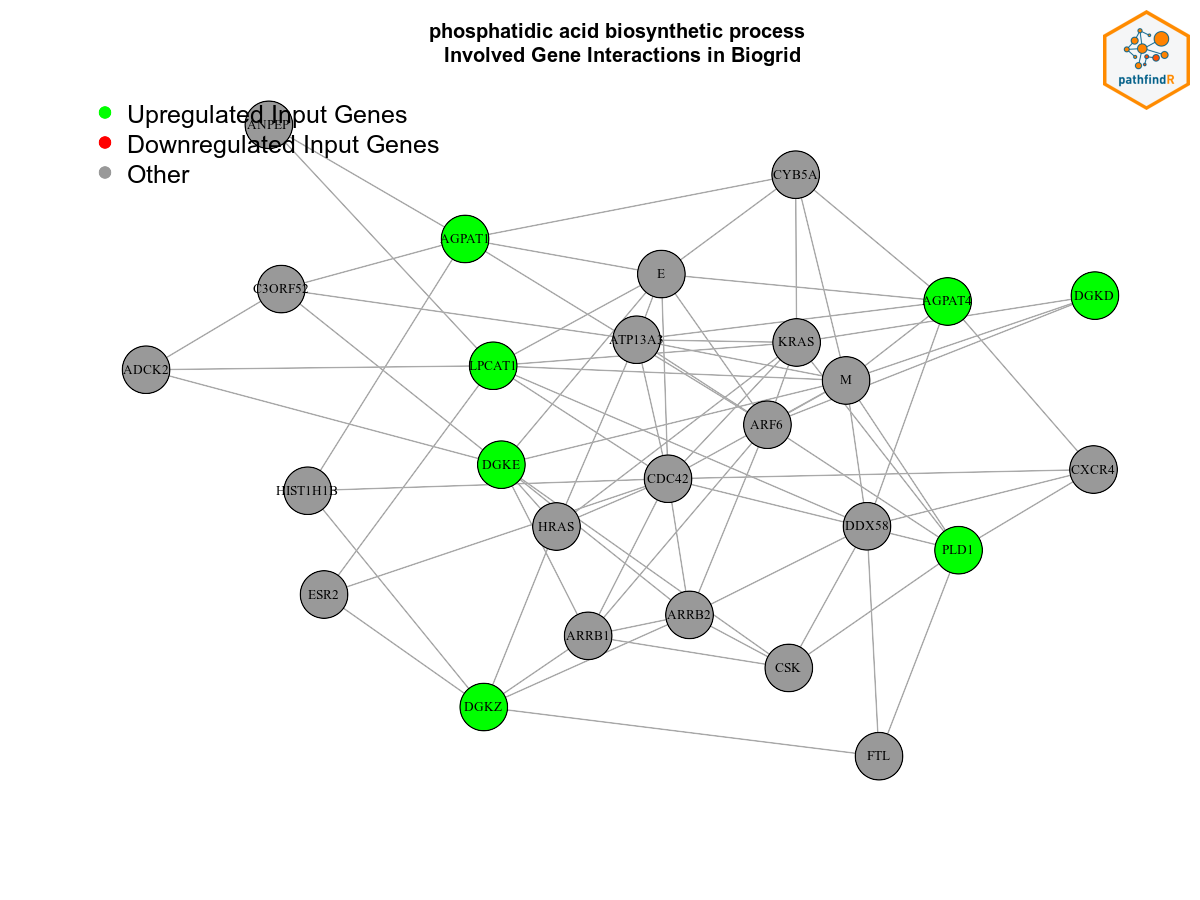 phosphatidic acid biosynthetic process
Involved Gene Interactions in Biogrid
pathfindR
Upregulated Input Genes
Downregulated Input Genes
Other
ANPEP
CYB5A
AGPAT1
E
C3ORF52
AGPAT4
DGKD
ATP13A3
KRAS
ADCK2
LPCAT1
M
ARF6
DGKE
CXCR4
CDC42
HIST1H1B
HRAS
DDX58
PLD1
ESR2
ARRB2
ARRB1
CSK
DGKZ
FTL